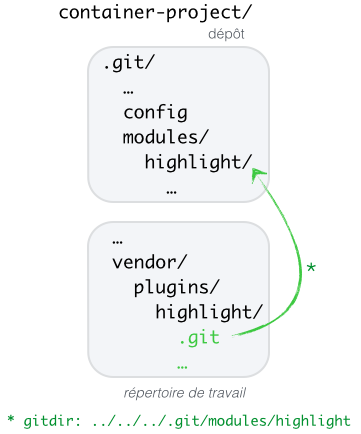 container-project/
dépôt
.git/
…
config
modules/
highlight/
…
…
vendor/
plugins/
highlight/
.git
…
*
répertoire de travail
* gitdir: ../../../.git/modules/highlight